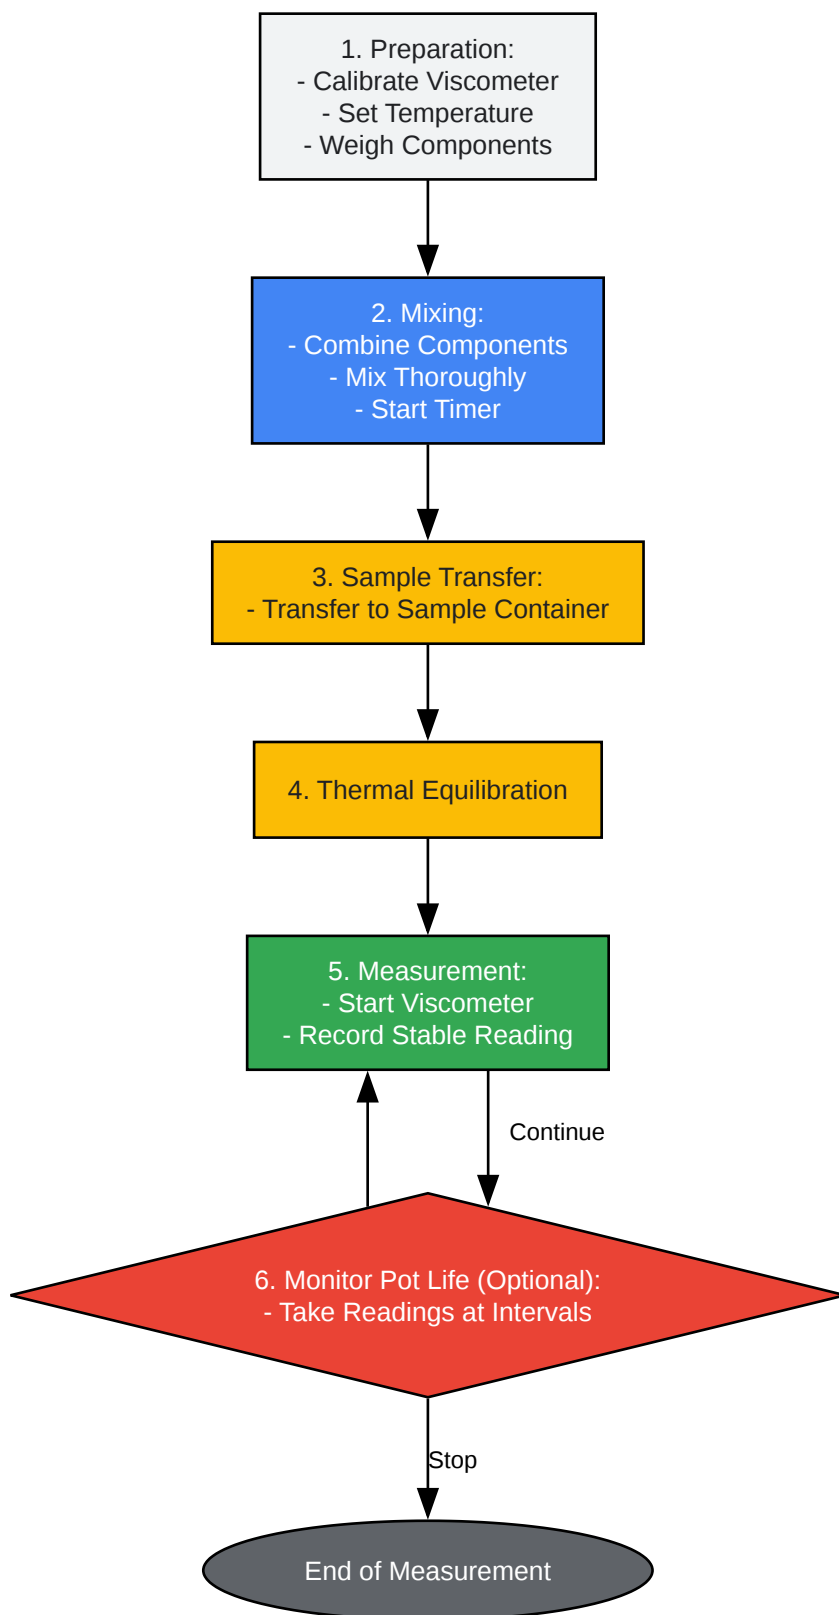 1. Preparation:
- Calibrate Viscometer
- Set Temperature
- Weigh Components
2. Mixing:
- Combine Components
- Mix Thoroughly
- Start Timer
3. Sample Transfer:
- Transfer to Sample Container
4. Thermal Equilibration
5. Measurement:
- Start Viscometer
- Record Stable Reading
Continue
6. Monitor Pot Life (Optional):
- Take Readings at Intervals
Stop
End of Measurement